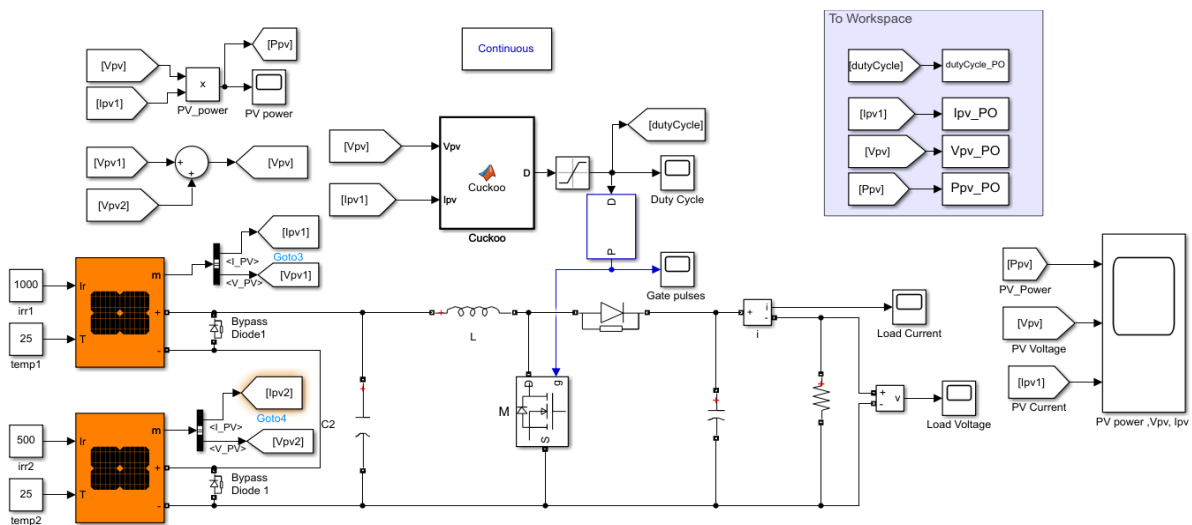 To Workspace
[Ppv]
[Vpv]
[Ipv1]
x
PV_power
PV power
Continuous
[dutyCycle]
dutyCycle_PO
[Ipv1]
Ipv_PO
[Vpv]
Vpv_PO
[Ppv]
Ppv_PO
[Vpv1]
[Vpv2]
+
+
[Vpv]
[Vpv]
[Ipv1]
Vpv
Ipv
Cuckoo
D
Cuckoo
[dutyCycle]
Duty Cycle
D
P
Gate pulses
[Ipv1]
Goto3
<I_PV>
<V_PV>
[Vpv1]
1000
irr1
25
temp1
Ir
T
m
+
-
Bypass
Diode1
+
L
+
i
+
-
i
Load Current
[Ppv]
PV_Power
[Vpv]
PV Voltage
[Ipv1]
PV Current
PV power ,Vpv, Ipv
[Ipv2]
Goto4
<I_PV>
<V_PV>
[Vpv2]
C2
+
M
D
g
S
+
+
+
-
v
Load Voltage
500
irr2
25
temp2
Ir
T
m
+
-
Bypass
Diode 1